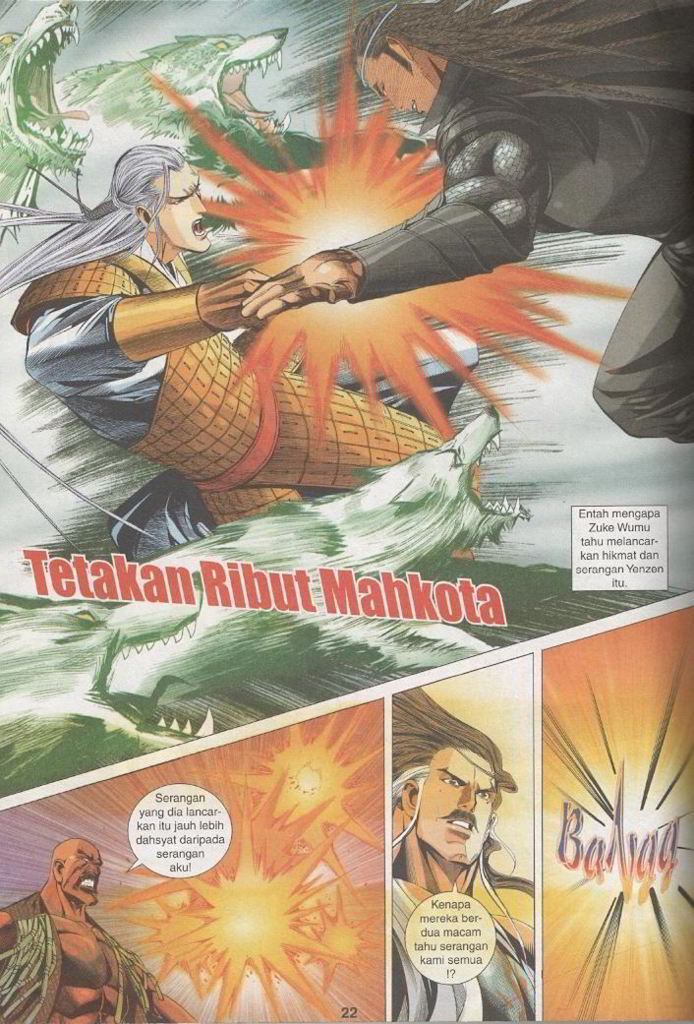 Entah mengapa
Zuke Wumu
tahu melancar-
kan hikmat dan
serangan Yenzen
itu.
Tetakan Ribut Mahkota
Serangan
yang dia lancar-
kan itu jauh lebih
dahsyat daripada
serangan
aku!
Kenapa
mereka ber-
dua macam
tahu serangan
kami semua
!?
22